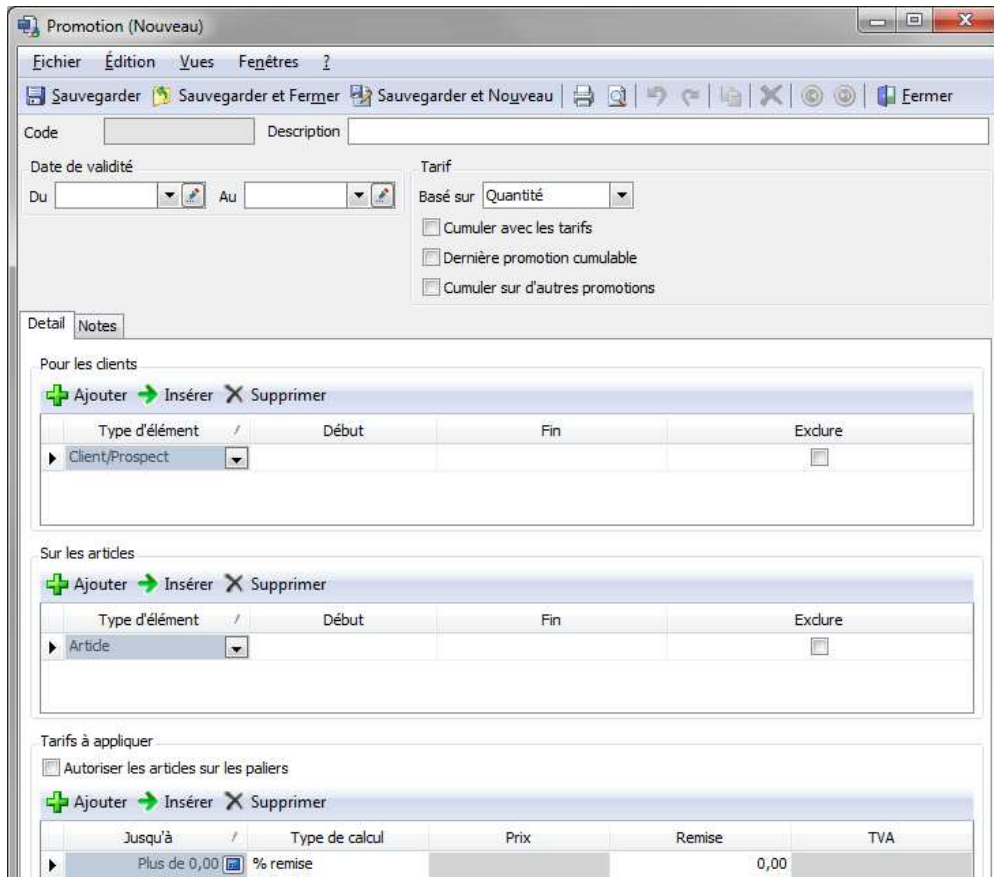 Promotion (Nouveau)
Fichier Édition Vues Fenêtres ?
Sauvegarder Sauvegarder et Fermer Sauvegarder et Nouveau Fermer
Code Description
Date de validité Tarif
Du Au Basé sur Quantité
Cumuler avec les tarifs
Dernière promotion cumulable
Cumuler sur d'autres promotions
Detail Notes
Pour les clients
Ajouter Insérer Supprimer
Type d'élément Début Fin Exclure
Client/Prospect
Sur les articles
Ajouter Insérer Supprimer
Type d'élément Début Fin Exclure
Article
Tarifs à appliquer
Autoriser les articles sur les paliers
Ajouter Insérer Supprimer
Jusqu'à Type de calcul Prix Remise TVA
Plus de 0,00 % remise 0,00